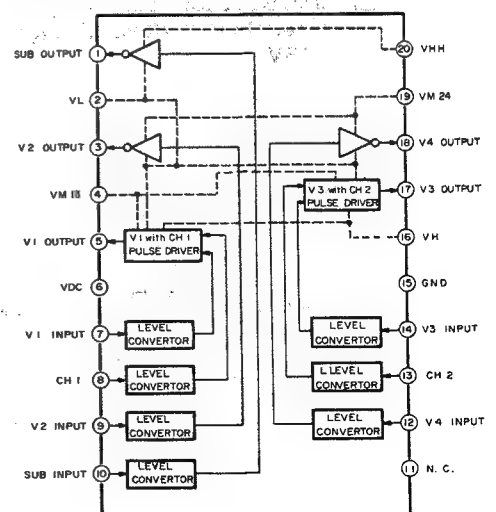 SUB OUTPUT 1
VL 2
V2 OUTPUT 3
VM 13 4
V1 OUTPUT 5
VDC 6
V1 INPUT 7
CH 1 8
V2 INPUT 9
SUB INPUT 10
V1 with CH 1
PULSE DRIVER
LEVEL
CONVERTOR
LEVEL
CONVERTOR
LEVEL
CONVERTOR
LEVEL
CONVERTOR
20 VHH
19 VM 24
18 V4 OUTPUT
17 V3 OUTPUT
16 VH
15 GND
14 V3 INPUT
13 CH 2
12 V4 INPUT
11 N. C.
V3 with CH 2
PULSE DRIVER
LEVEL
CONVERTOR
L LEVEL
CONVERTOR
LEVEL
CONVERTOR